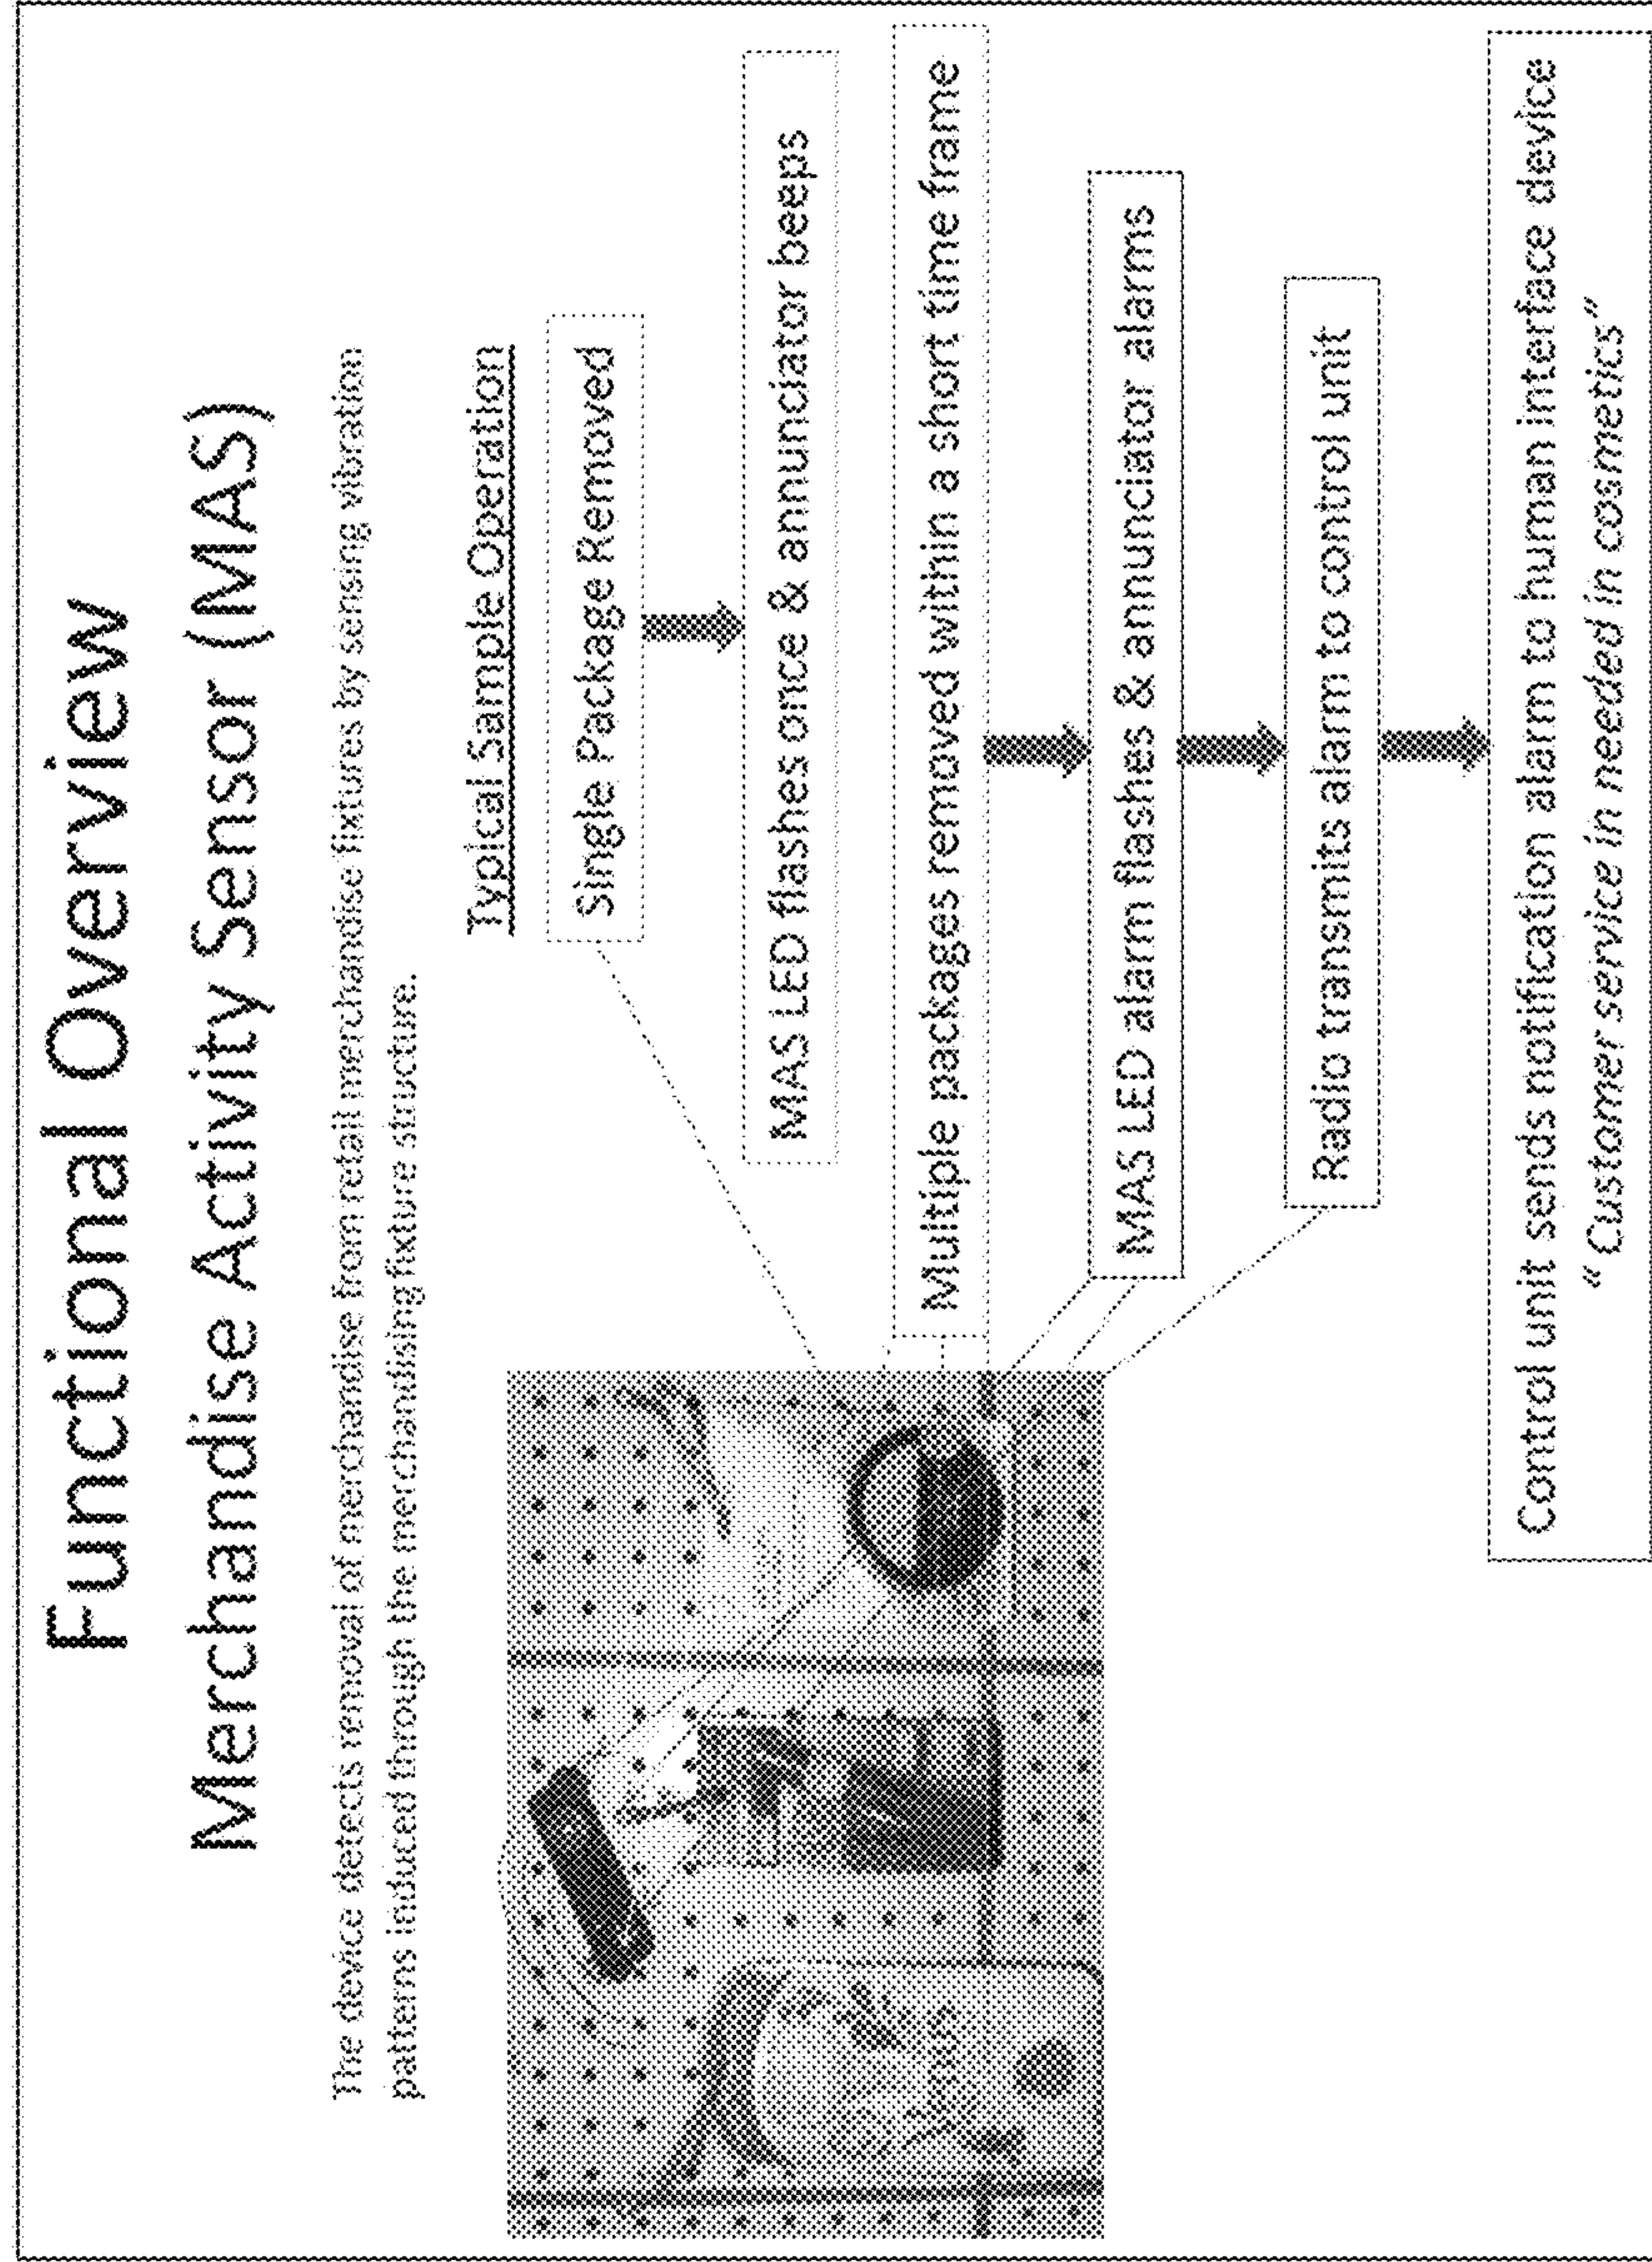 Functional Overview
Merchandise Activity Sensor (MAS)
The device detects removal of merchandise from retail merchandise fixtures by sensing vibration
patterns induced through the merchandising fixture structure.
Typical Sample Operation
Single Package Removed
MAS LED flashes once & annunciator beeps
Multiple packages removed within a short time frame
MAS LED alarm flashes & annunciator alarms
Radio transmits alarm to control unit
Control unit sends notification alarm to human interface device
“Customer service in needed in cosmetics”